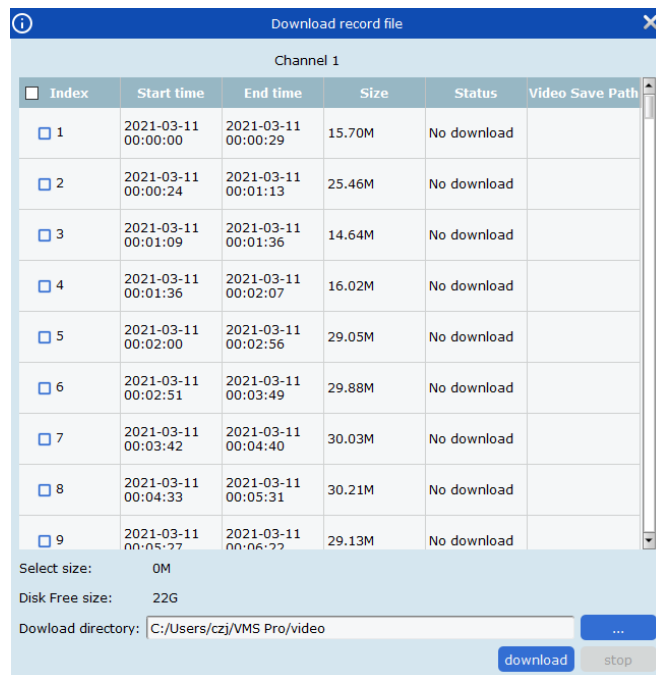 Download record file
Channel 1
Index Start time End time Size Status Video Save Path
1 2021-03-11 00:00:00 2021-03-11 00:00:29 15.70M No download
2 2021-03-11 00:00:24 2021-03-11 00:01:13 25.46M No download
3 2021-03-11 00:01:09 2021-03-11 00:01:36 14.64M No download
4 2021-03-11 00:01:36 2021-03-11 00:02:07 16.02M No download
5 2021-03-11 00:02:00 2021-03-11 00:02:56 29.05M No download
6 2021-03-11 00:02:51 2021-03-11 00:03:49 29.88M No download
7 2021-03-11 00:03:42 2021-03-11 00:04:40 30.03M No download
8 2021-03-11 00:04:33 2021-03-11 00:05:31 30.21M No download
9 2021-03-11 00:05:27 2021-03-11 00:06:22 29.13M No download
Select size: 0M
Disk Free size: 22G
Dowload directory: C:/Users/czj/VMS Pro/video ...
download stop